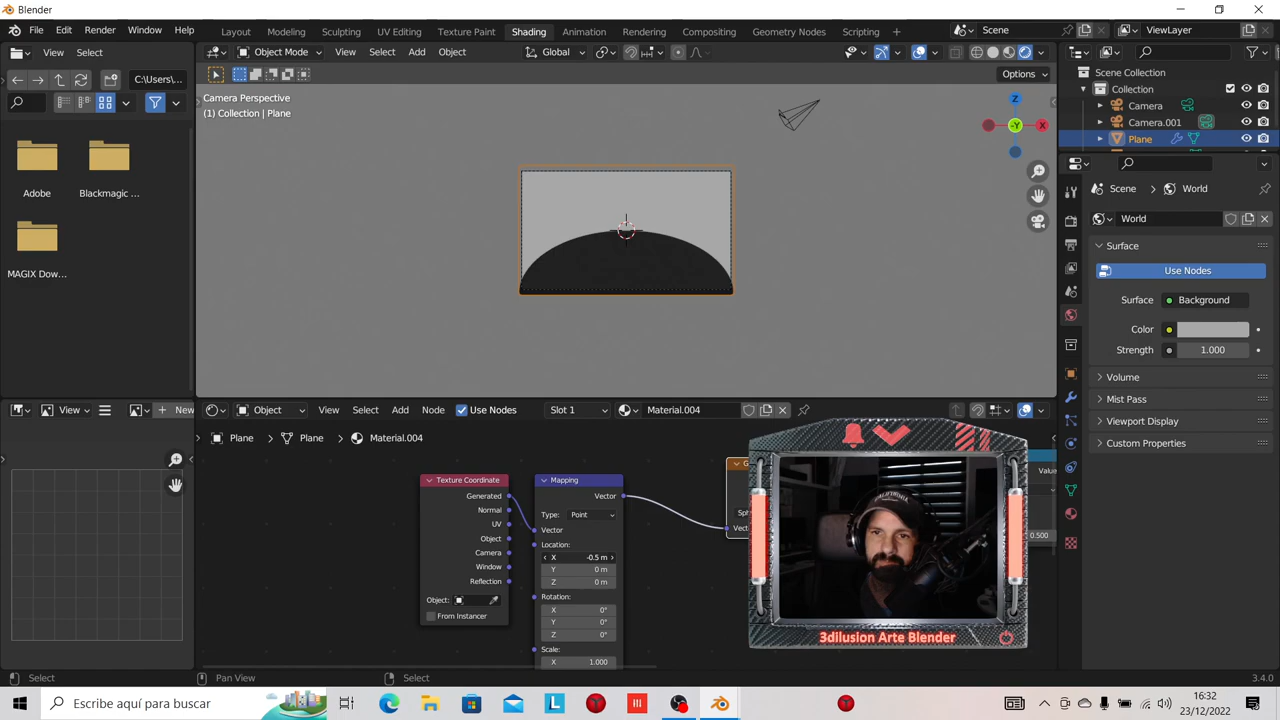 Blender
File Edit Render Window Help
Layout Modeling Sculpting UV Editing Texture Paint Shading Animation Rendering Compositing Geometry Nodes Scripting
Scene
ViewLayer
View Select
Object Mode View Select Add Object
Global
C:\Users\...
Options
Camera Perspective
(1) Collection | Plane
Scene Collection
Collection
Camera
Camera.001
Plane
Z
-Y
X
Adobe
Blackmagic ...
MAGIX Dow...
Scene World
World
Surface
Use Nodes
Surface Background
Color
Strength 1.000
Volume
Mist Pass
Viewport Display
Custom Properties
View
New
Object View Select Add Node Use Nodes
Slot 1
Material.004
Plane Plane Material.004
Texture Coordinate
Generated
Normal
UV
Object
Camera
Window
Reflection
Object:
From Instancer
Mapping
Vector
Type: Point
Vector
Location:
X -0.5 m
Y 0 m
Z 0 m
Rotation:
X 0°
Y 0°
Z 0°
Scale:
X 1.000
Value
0.500
CALIFORNIA
3dilusion Arte Blender
Select
Pan View
Select
3.4.0
Escribe aquí para buscar
16:32
23/12/2022